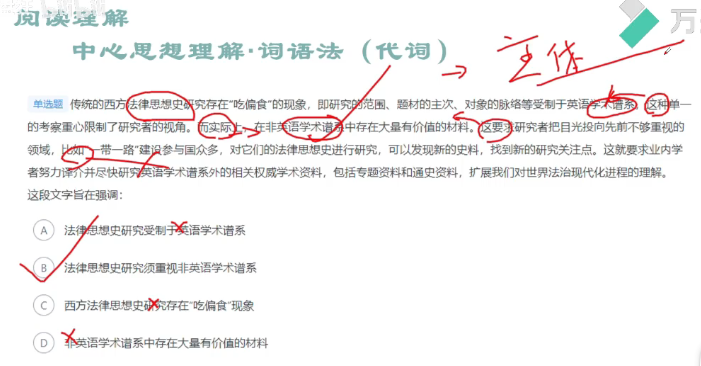 阅读理解
万
中心思想理解·词语法（代词）
→ 主体
单选题 传统的西方法律思想史研究存在“吃偏食”的现象，即研究的范围、题材的主次、对象的脉络等受制于英语学术谱系。这种单一
的考察重心限制了研究者的视角。而实际上，在非英语学术谱系中存在大量有价值的材料。这要求研究者把目光投向先前不够重视的
领域，比如“一带一路”建设参与国众多，对它们的法律思想史进行研究，可以发现新的史料，找到新的研究关注点。这就要求业内学
者努力译介并尽快研究英语学术谱系外的相关权威学术资料，包括专题资料和通史资料，扩展我们对世界法治现代化进程的理解。
这段文字旨在强调：
A 法律思想史研究受制于英语学术谱系
B 法律思想史研究须重视非英语学术谱系
C 西方法律思想史研究存在“吃偏食”现象
D 非英语学术谱系中存在大量有价值的材料